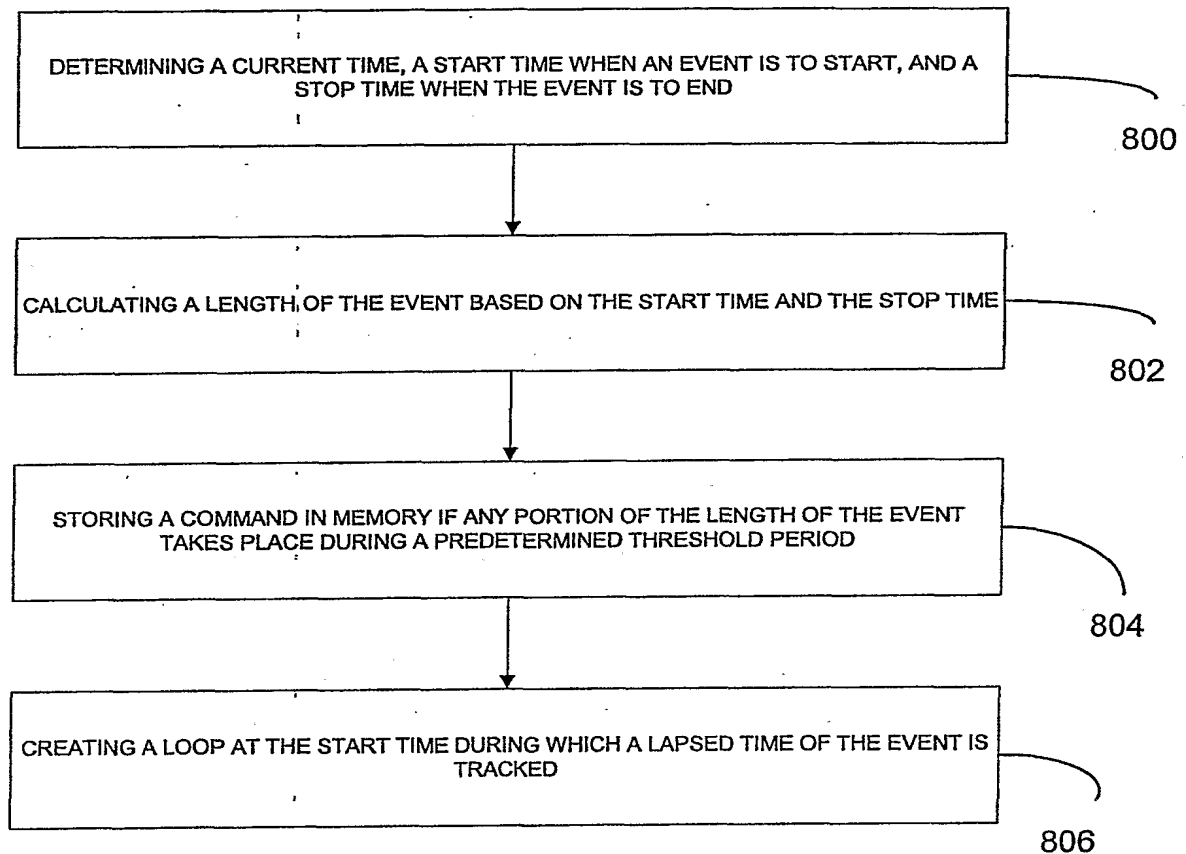 DETERMINING A CURRENT TIME, A START TIME WHEN AN EVENT IS TO START, AND A
STOP TIME WHEN THE EVENT IS TO END
800
CALCULATING A LENGTH OF THE EVENT BASED ON THE START TIME AND THE STOP TIME
802
STORING A COMMAND IN MEMORY IF ANY PORTION OF THE LENGTH OF THE EVENT
TAKES PLACE DURING A PREDETERMINED THRESHOLD PERIOD
804
CREATING A LOOP AT THE START TIME DURING WHICH A LAPSED TIME OF THE EVENT IS
TRACKED
806